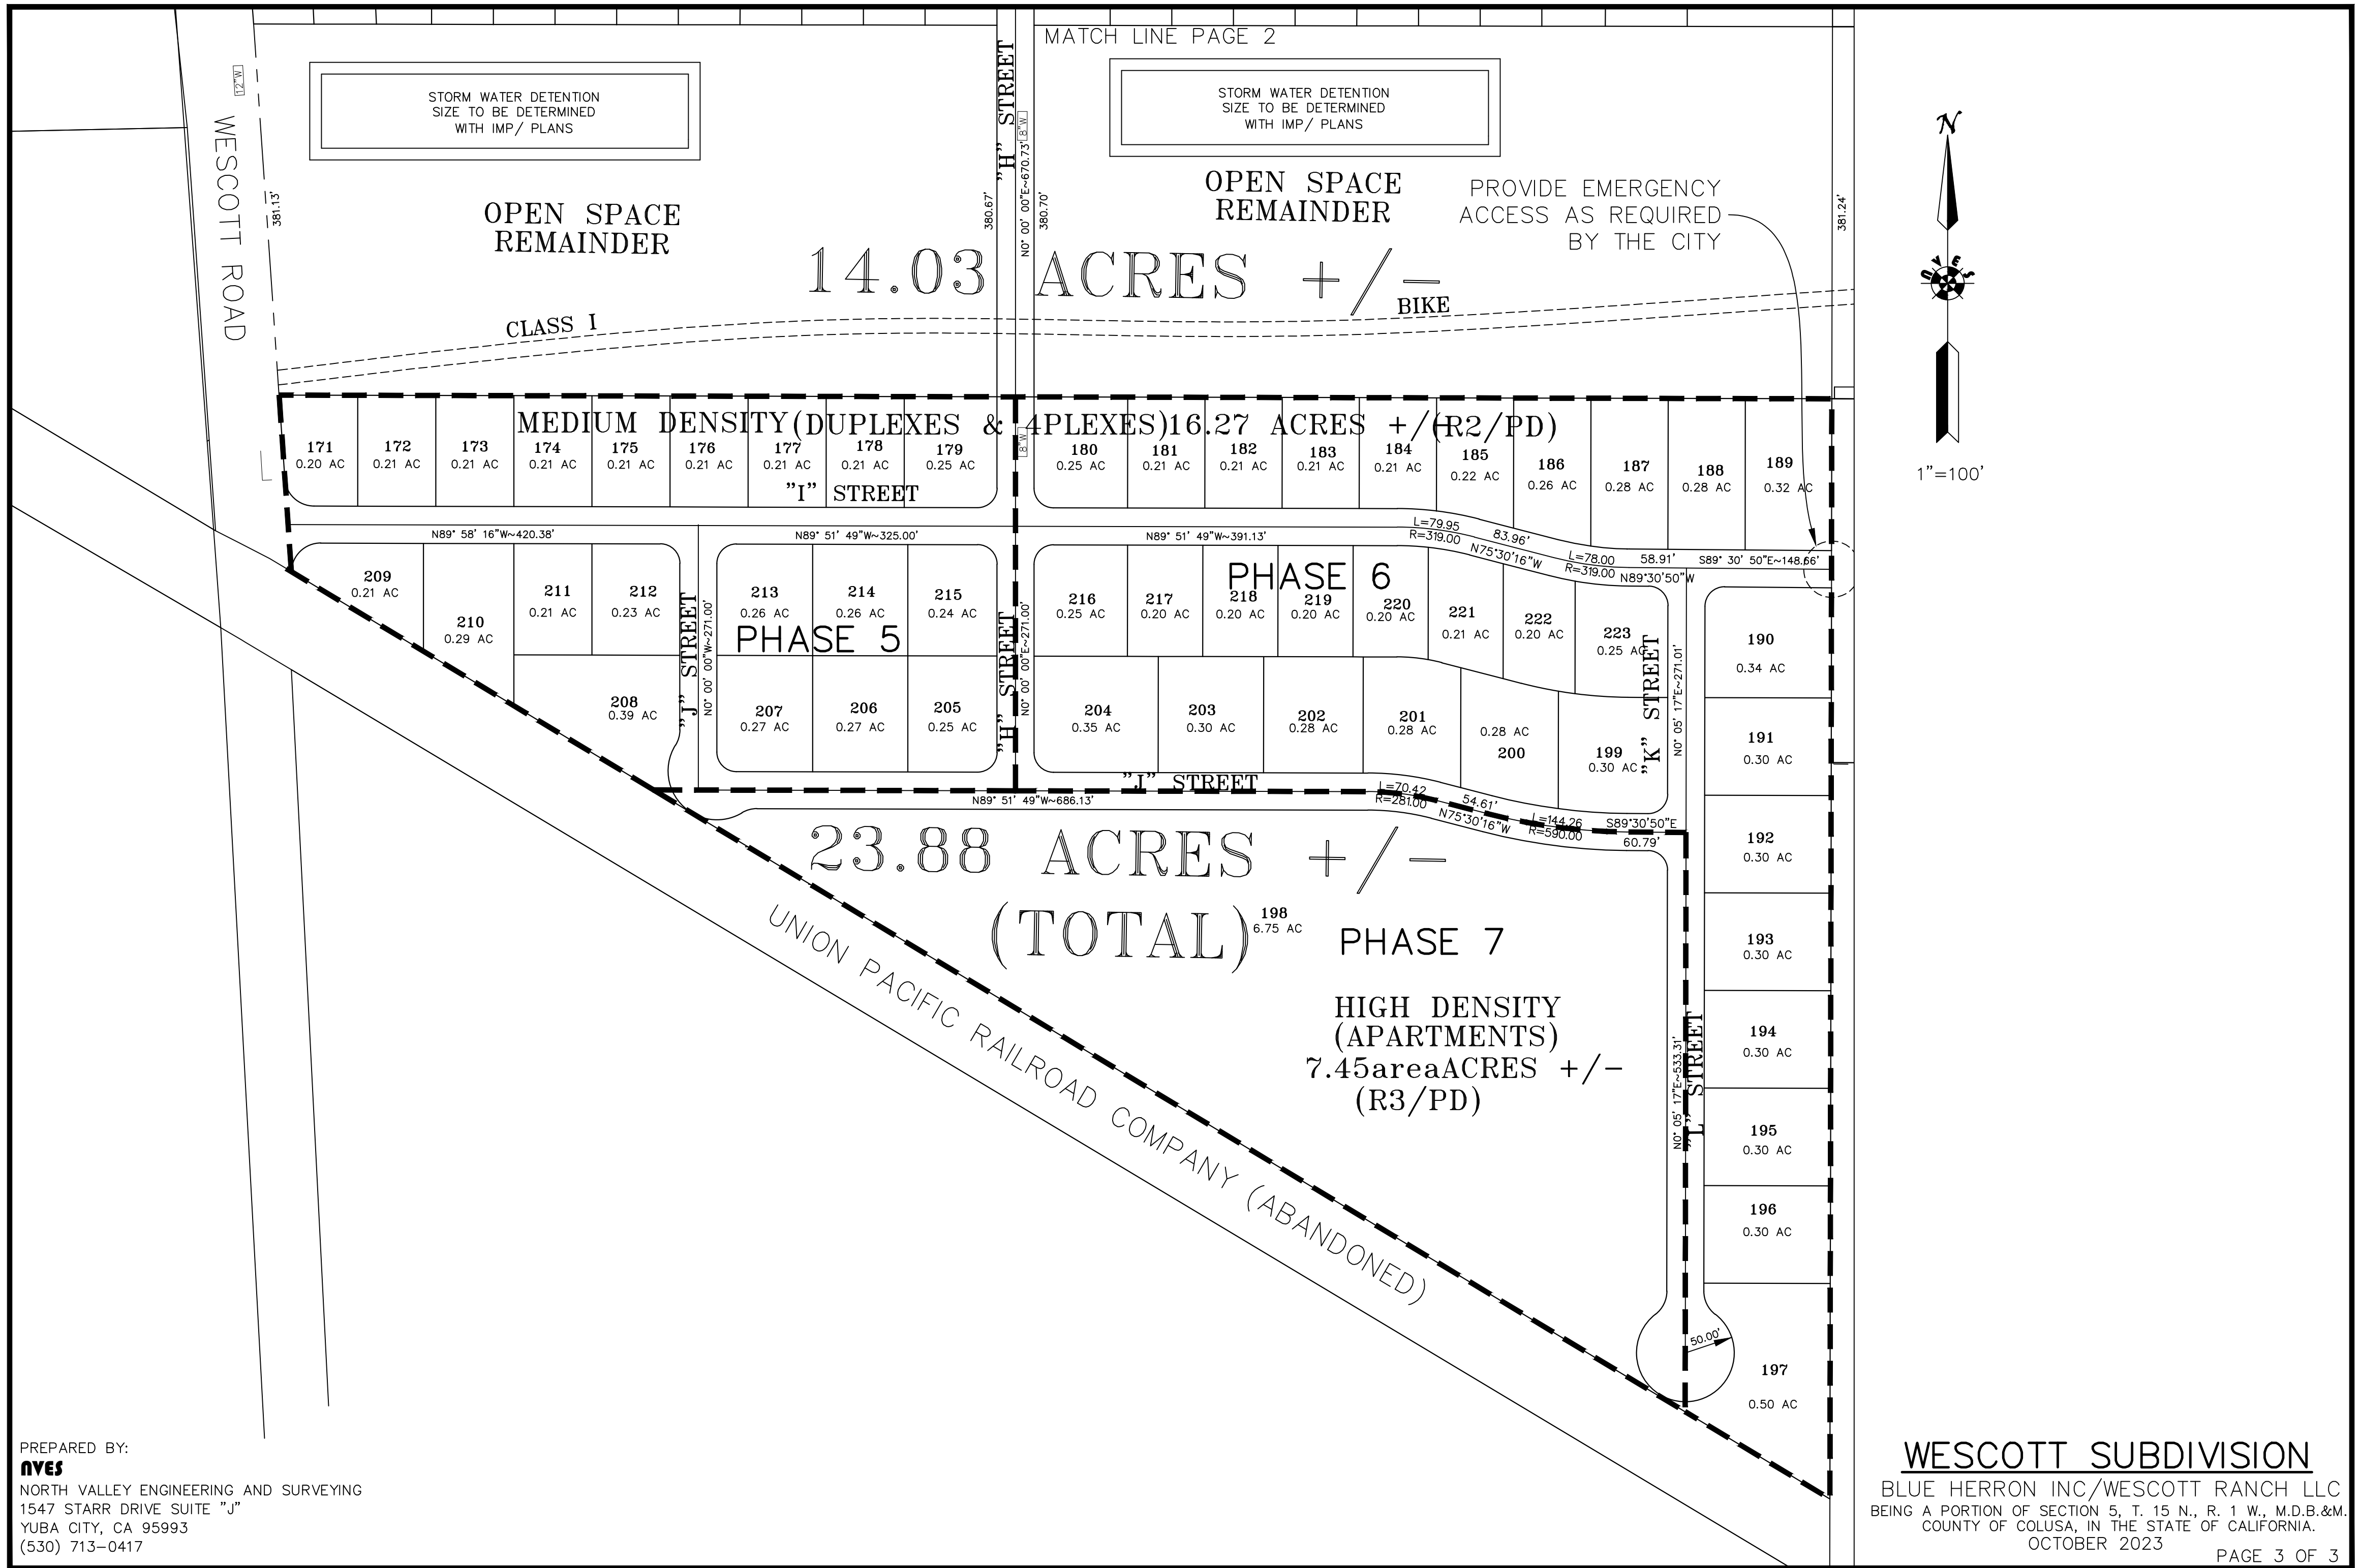 MATCH LINE PAGE 2
12"W
WESCOTT ROAD
381.13'
STORM WATER DETENTION
SIZE TO BE DETERMINED
WITH IMP/ PLANS
OPEN SPACE
REMAINDER
"H" STREET
380.67'
N0° 00' 00"E~670.73'
8"W
380.70'
STORM WATER DETENTION
SIZE TO BE DETERMINED
WITH IMP/ PLANS
OPEN SPACE
REMAINDER
PROVIDE EMERGENCY
ACCESS AS REQUIRED
BY THE CITY
381.24'
14.03 ACRES +/-
CLASS I
BIKE
N
NVES
1"=100'
MEDIUM DENSITY(DUPLEXES & 4PLEXES)16.27 ACRES +/(R2/PD)
171
0.20 AC
172
0.21 AC
173
0.21 AC
174
0.21 AC
175
0.21 AC
176
0.21 AC
177
0.21 AC
178
0.21 AC
179
0.25 AC
8"W
180
0.25 AC
181
0.21 AC
182
0.21 AC
183
0.21 AC
184
0.21 AC
185
0.22 AC
186
0.26 AC
187
0.28 AC
188
0.28 AC
189
0.32 AC
"I" STREET
N89° 58' 16"W~420.38'
N89° 51' 49"W~325.00'
N89° 51' 49"W~391.13'
L=79.95
R=319.00
83.96'
N75°30'16"W
L=78.00
R=319.00
58.91'
N89°30'50"W
S89° 30' 50"E~148.66'
209
0.21 AC
210
0.29 AC
211
0.21 AC
212
0.23 AC
"J" STREET
N0° 00' 00"W~271.00'
213
0.26 AC
214
0.26 AC
215
0.24 AC
PHASE 5
"H" STREET
N0° 00' 00"E~271.00'
PHASE 6
216
0.25 AC
217
0.20 AC
218
0.20 AC
219
0.20 AC
220
0.20 AC
221
0.21 AC
222
0.20 AC
223
0.25 AC
"K" STREET
N0° 05' 17"E~271.01'
190
0.34 AC
208
0.39 AC
207
0.27 AC
206
0.27 AC
205
0.25 AC
204
0.35 AC
203
0.30 AC
202
0.28 AC
201
0.28 AC
0.28 AC
200
199
0.30 AC
191
0.30 AC
"J" STREET
N89° 51' 49"W~686.13'
L=70.42
R=281.00
54.61'
N75°30'16"W
L=144.26
R=590.00
S89°30'50"E
60.79'
192
0.30 AC
23.88 ACRES +/-
(TOTAL)
198
6.75 AC
PHASE 7
193
0.30 AC
HIGH DENSITY
(APARTMENTS)
7.45areaACRES +/-
(R3/PD)
N0° 05' 17"E~533.31'
"L" STREET
194
0.30 AC
195
0.30 AC
196
0.30 AC
UNION PACIFIC RAILROAD COMPANY (ABANDONED)
50.00'
197
0.50 AC
PREPARED BY:
NVES
NORTH VALLEY ENGINEERING AND SURVEYING
1547 STARR DRIVE SUITE "J"
YUBA CITY, CA 95993
(530) 713-0417
WESCOTT SUBDIVISION
BLUE HERRON INC/WESCOTT RANCH LLC
BEING A PORTION OF SECTION 5, T. 15 N., R. 1 W., M.D.B.&M.
COUNTY OF COLUSA, IN THE STATE OF CALIFORNIA.
OCTOBER 2023
PAGE 3 OF 3